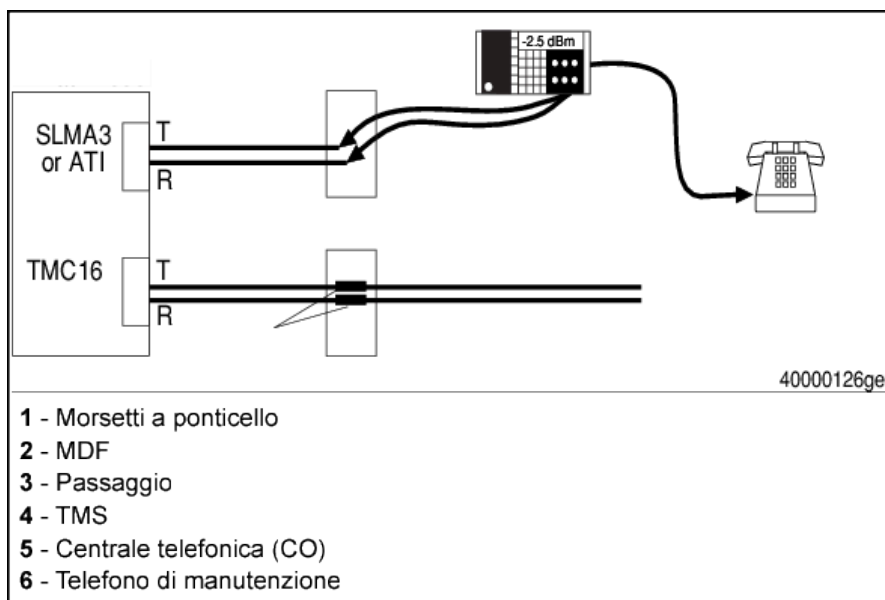 -2.5 dBm
SLMA3
or ATI
T
R
TMC16
T
R
40000126ge
1 - Morsetti a ponticello
2 - MDF
3 - Passaggio
4 - TMS
5 - Centrale telefonica (CO)
6 - Telefono di manutenzione